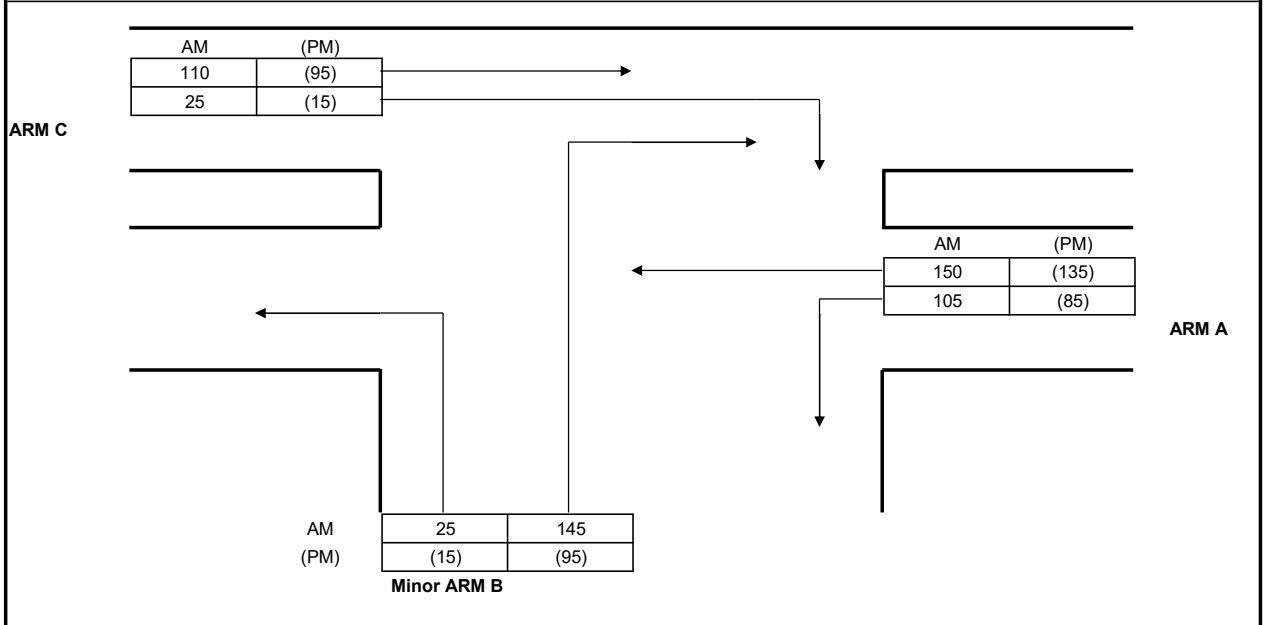 AM (PM)
110 (95)
25 (15)
ARM C
AM (PM)
150 (135)
105 (85)
ARM A
AM 25 145
(PM) (15) (95)
Minor ARM B